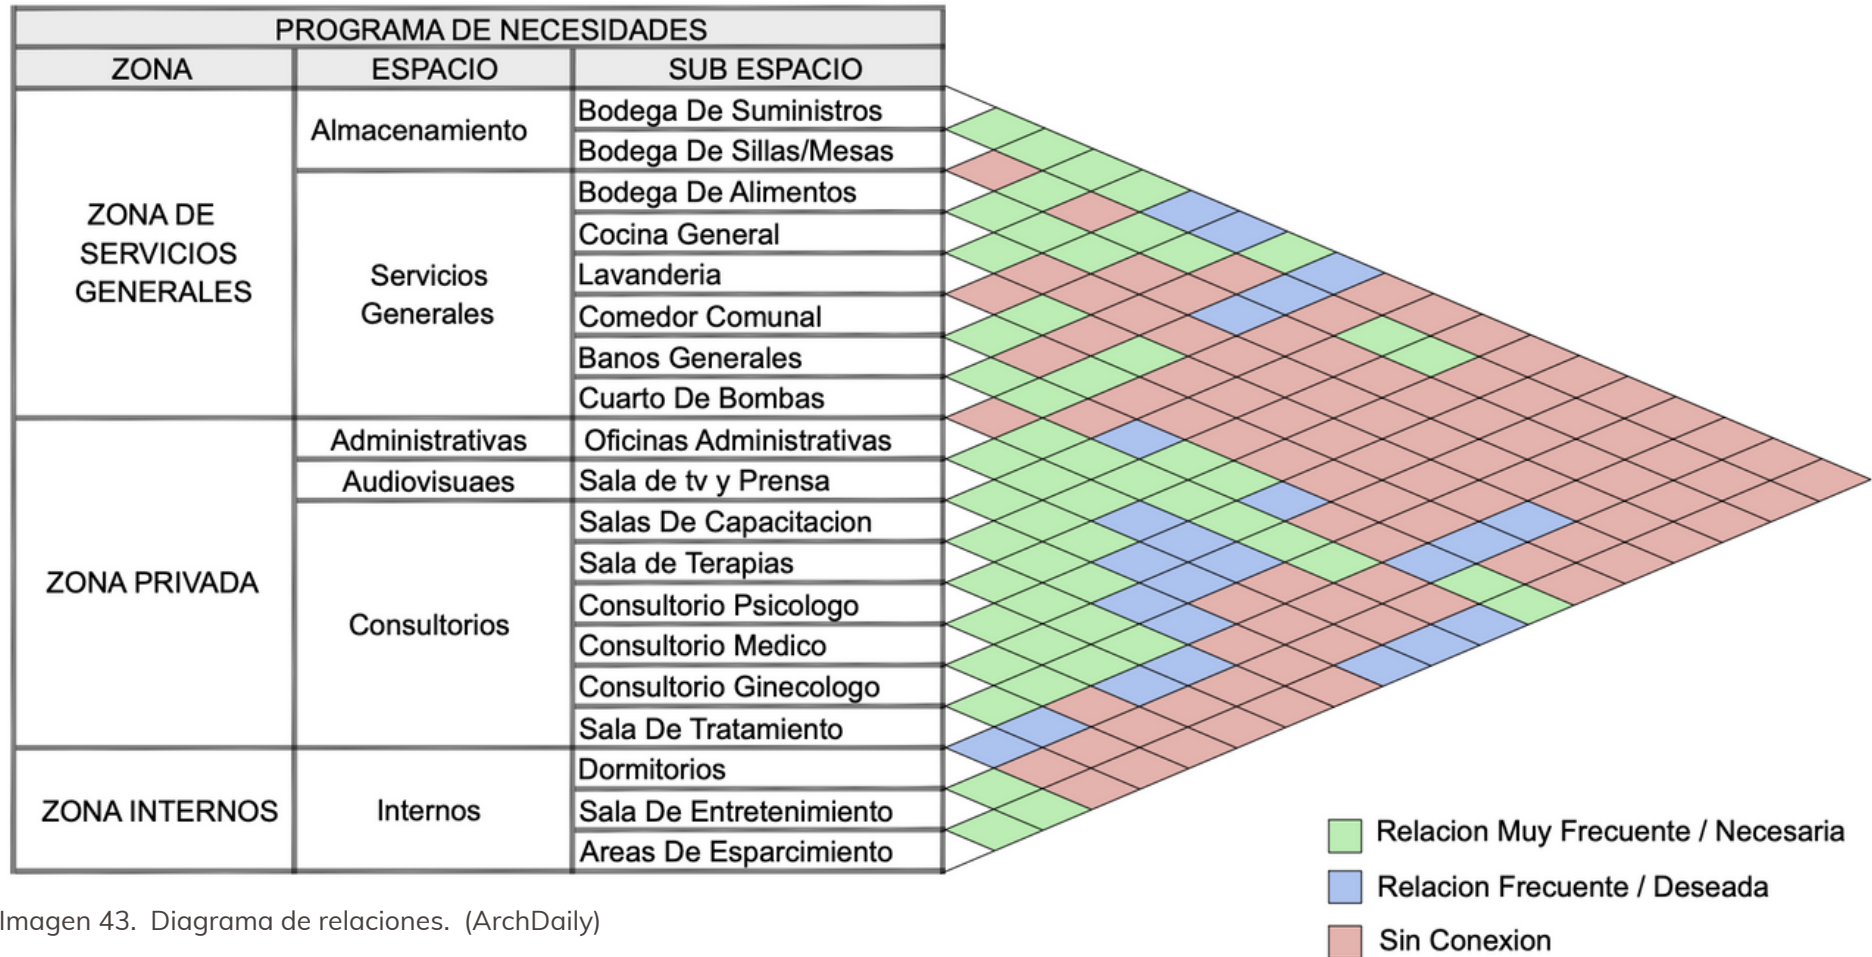 PROGRAMA DE NECESIDADES
ZONA
ESPACIO
SUB ESPACIO
ZONA DE
SERVICIOS
GENERALES
Almacenamiento
Bodega De Suministros
Bodega De Sillas/Mesas
Servicios
Generales
Bodega De Alimentos
Cocina General
Lavanderia
Comedor Comunal
Banos Generales
Cuarto De Bombas
ZONA PRIVADA
Administrativas
Oficinas Administrativas
Audiovisuaes
Sala de tv y Prensa
Consultorios
Salas De Capacitacion
Sala de Terapias
Consultorio Psicologo
Consultorio Medico
Consultorio Ginecologo
Sala De Tratamiento
ZONA INTERNOS
Internos
Dormitorios
Sala De Entretenimiento
Areas De Esparcimiento
Relacion Muy Frecuente / Necesaria
Relacion Frecuente / Deseada
Sin Conexion
Imagen 43. Diagrama de relaciones. (ArchDaily)